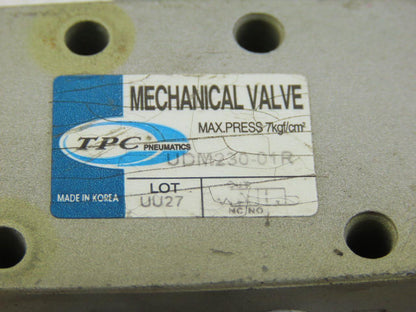 MECHANICAL VALVE
MAX.PRESS 7kgf/cm²
TPC PNEUMATICS
UDM230-01R
LOT
UU27
MADE IN KOREA
NC NO